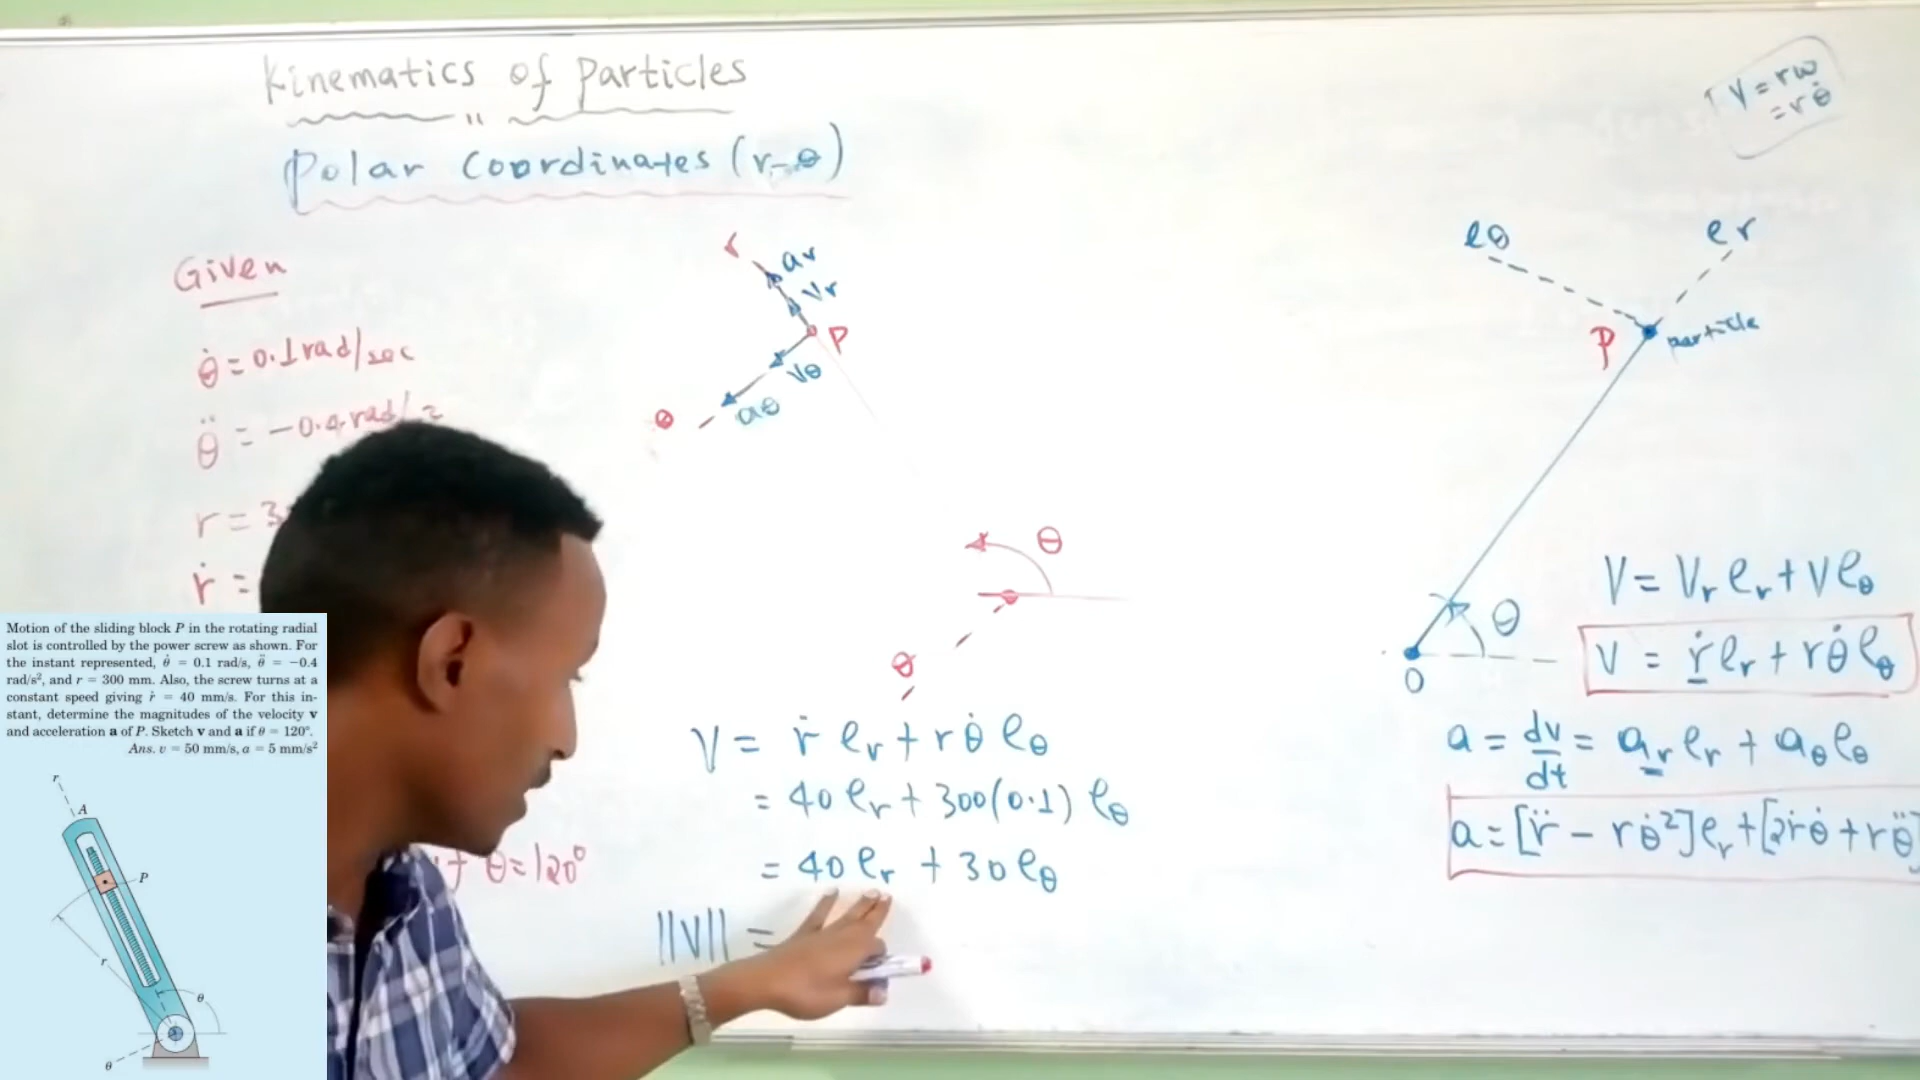 Kinematics of Particles
Polar Coordinates (r-θ)
Given
θ̇ = 0.1 rad/sec
θ̈ = -0.4 rad/
r = 3
ṙ =
θ = 120°
ar
vr
P
vθ
aθ
θ
θ
θ
V = ṙ er + rθ̇ eθ
= 40 er + 300(0.1) eθ
= 40 er + 30 eθ
||V|| =
V = rω
= rθ̇
eθ
er
P
particle
θ
O
V = Vr er + V eθ
V = ṙ er + rθ̇ eθ
a = dv/dt = ar er + aθ eθ
a = [r̈ - rθ̇²] er + [2ṙθ̇ + rθ̈]
Motion of the sliding block P in the rotating radial
slot is controlled by the power screw as shown. For
the instant represented, θ̇ = 0.1 rad/s, θ̈ = −0.4
rad/s², and r = 300 mm. Also, the screw turns at a
constant speed giving ṙ = 40 mm/s. For this in-
stant, determine the magnitudes of the velocity v
and acceleration a of P. Sketch v and a if θ = 120°.
Ans. v = 50 mm/s, a = 5 mm/s²
r
A
P
r
θ
θ